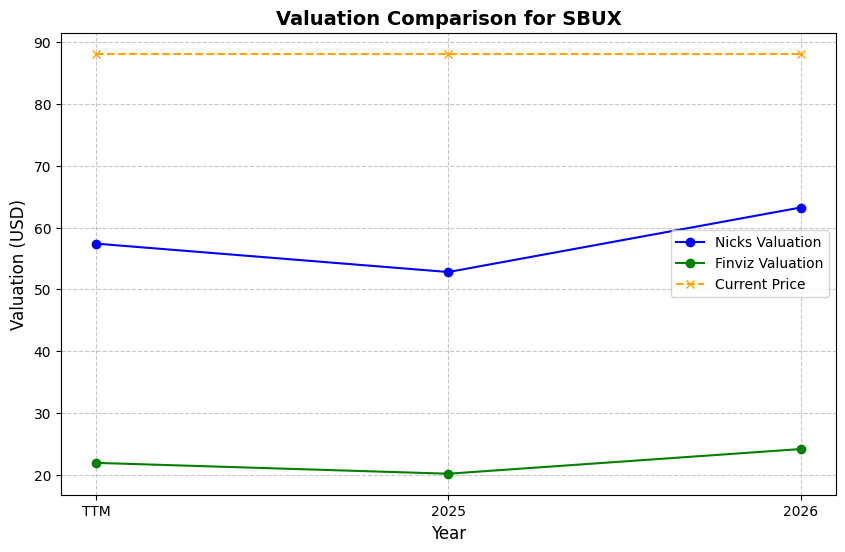 Valuation Comparison for SBUX
90
80
70
60
50
40
30
20
Valuation (USD)
Nicks Valuation
Finviz Valuation
Current Price
TTM
2025
2026
Year